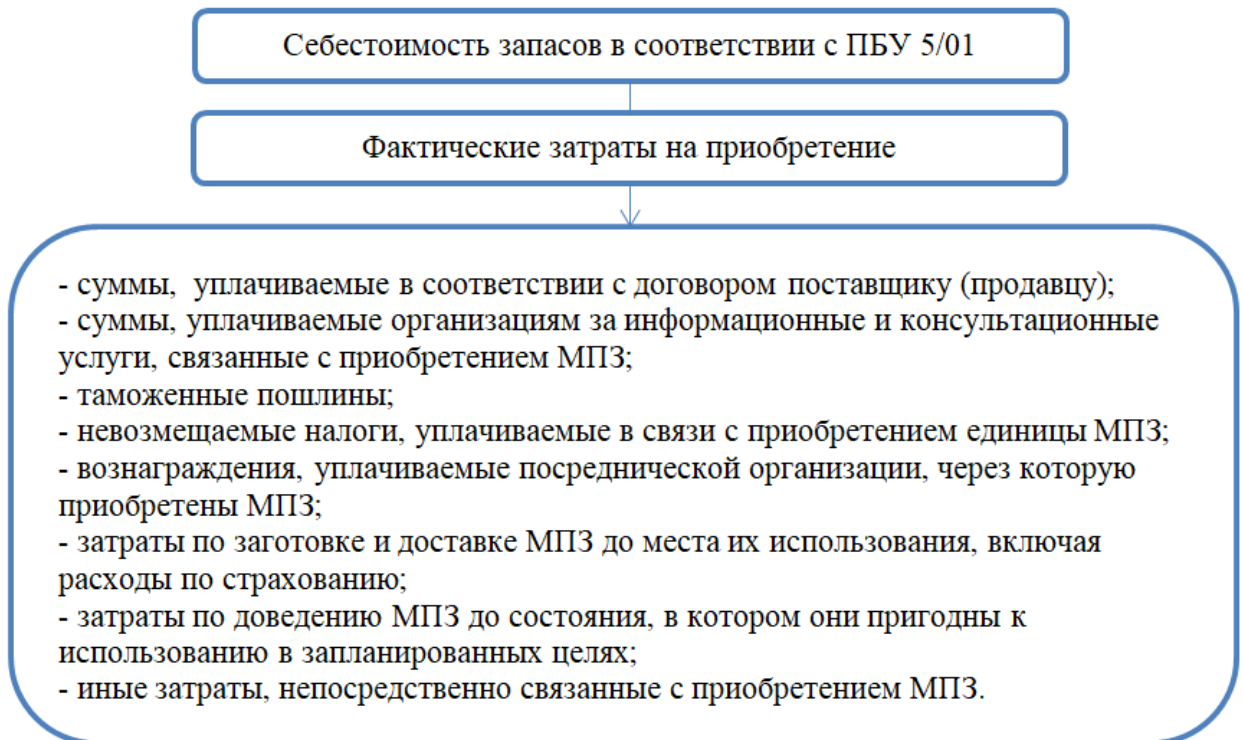 Себестоимость запасов в соответствии с ПБУ 5/01
Фактические затраты на приобретение
- суммы, уплачиваемые в соответствии с договором поставщику (продавцу);
- суммы, уплачиваемые организациям за информационные и консультационные
услуги, связанные с приобретением МПЗ;
- таможенные пошлины;
- невозмещаемые налоги, уплачиваемые в связи с приобретением единицы МПЗ;
- вознаграждения, уплачиваемые посреднической организации, через которую
приобретены МПЗ;
- затраты по заготовке и доставке МПЗ до места их использования, включая
расходы по страхованию;
- затраты по доведению МПЗ до состояния, в котором они пригодны к
использованию в запланированных целях;
- иные затраты, непосредственно связанные с приобретением МПЗ.